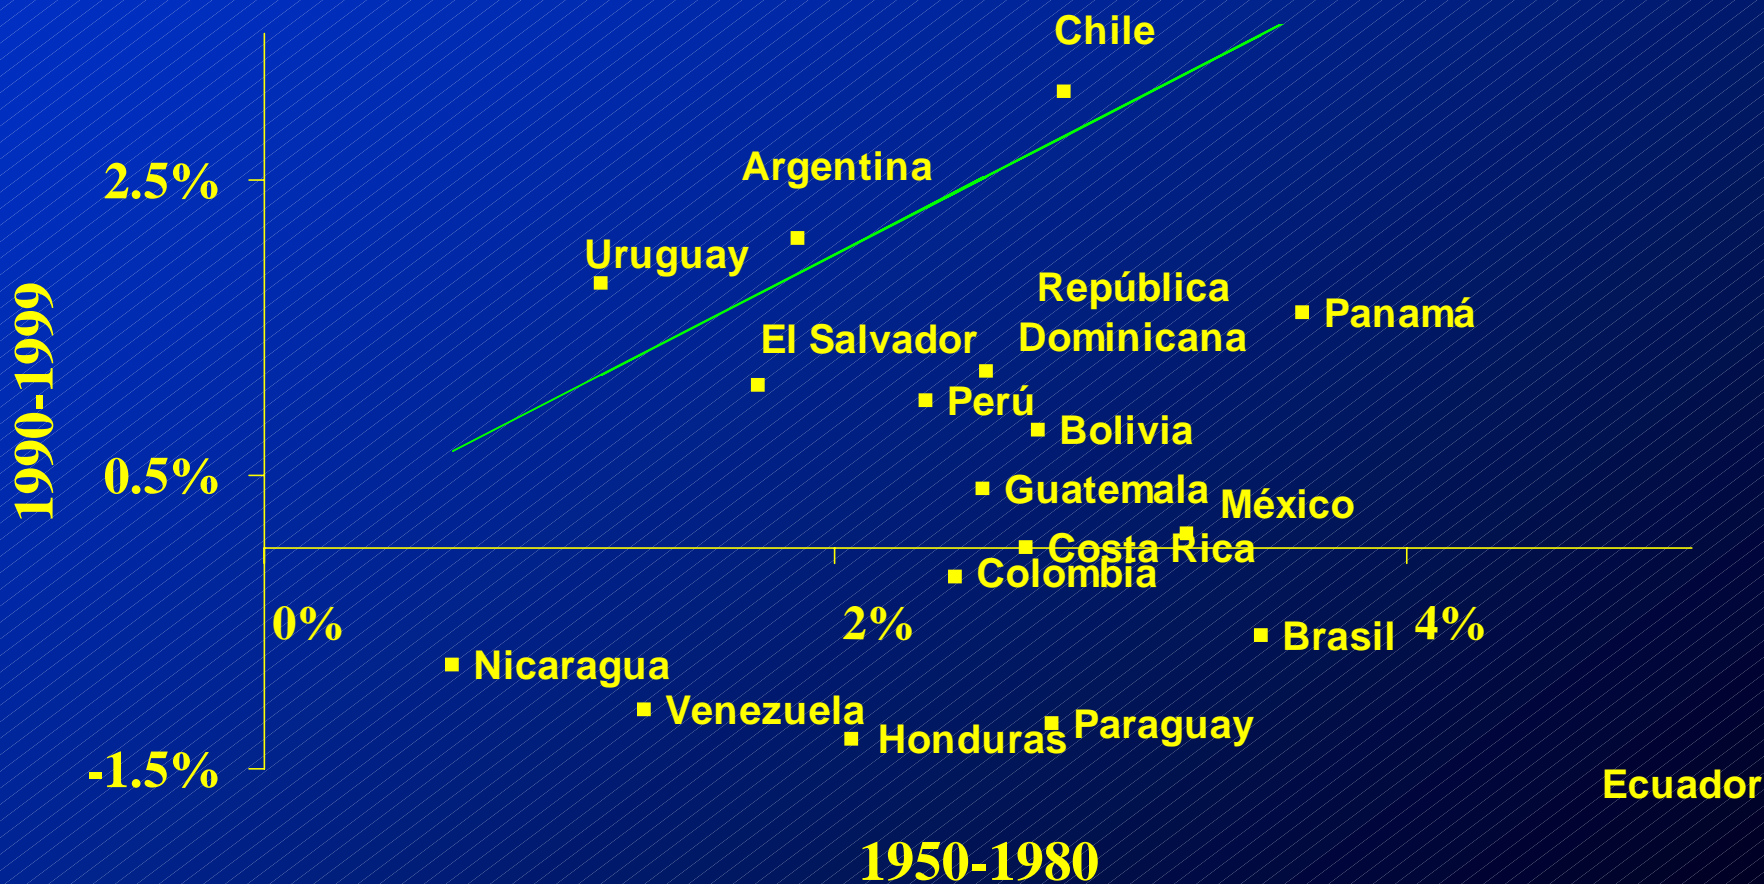 Chile
2.5%
Argentina
Uruguay
República
Dominicana
Panamá
El Salvador
Perú
Bolivia
1990-1999
0.5%
Guatemala
México
Costa Rica
Colombia
0%
2%
4%
Brasil
Nicaragua
Venezuela
Honduras
Paraguay
-1.5%
Ecuador
1950-1980